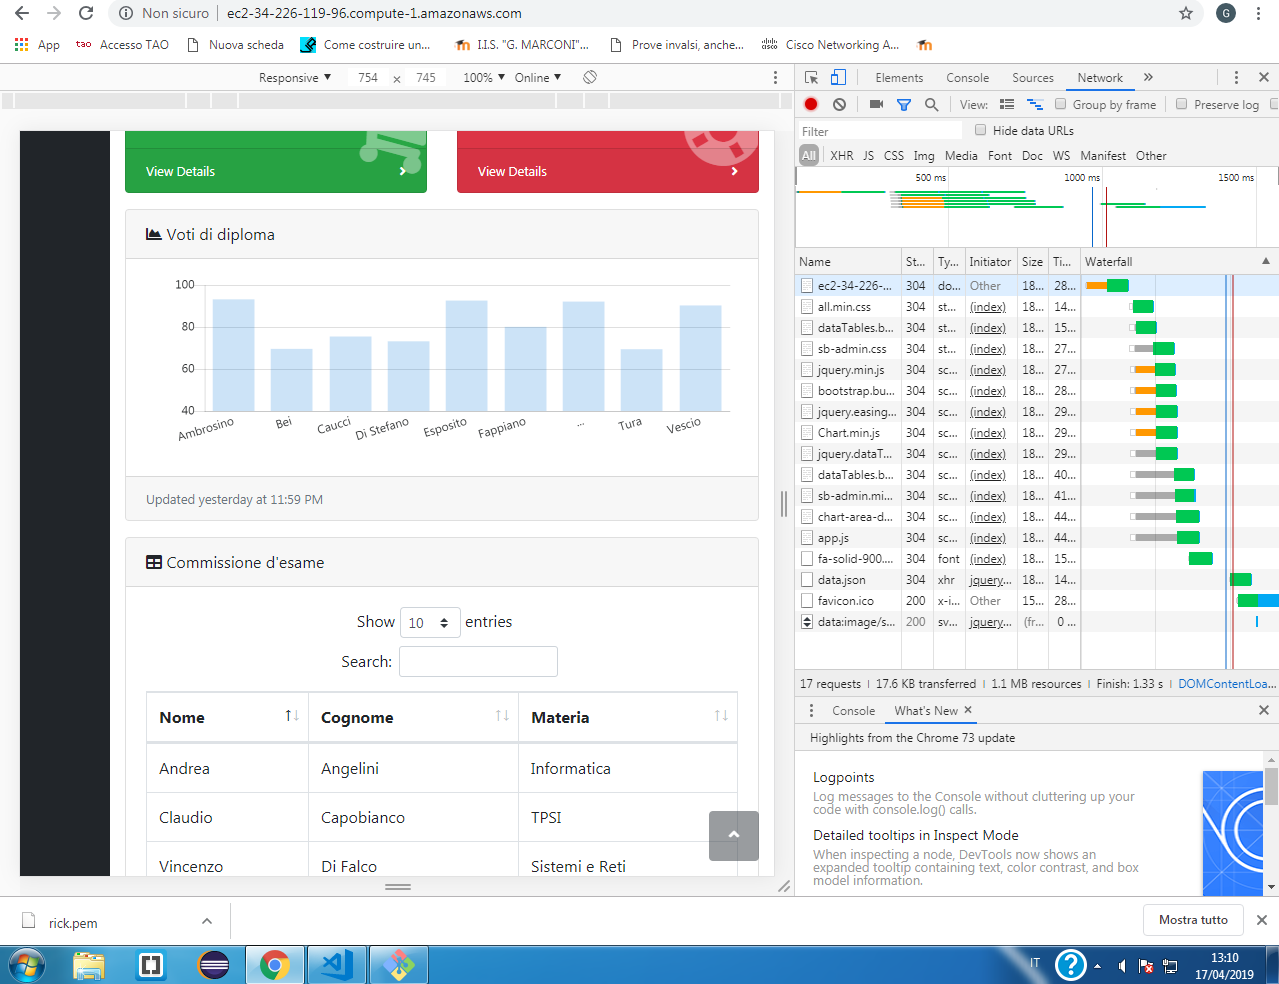 Non sicuro
ec2-34-226-119-96.compute-1.amazonaws.com
G
App
tao
Accesso TAO
Nuova scheda
Come costruire un...
I.I.S. "G. MARCONI"...
Prove invalsi, anche...
cisco
Cisco Networking A...
Responsive
754
x
745
100%
Online
Elements
Console
Sources
Network
View:
Group by frame
Preserve log
Filter
Hide data URLs
All
XHR
JS
CSS
Img
Media
Font
Doc
WS
Manifest
Other
500 ms
1000 ms
1500 ms
Name St... Ty... Initiator Size Ti... Waterfall
ec2-34-226-... 304 do... Other 18... 28...
all.min.css 304 st... (index) 18... 14...
dataTables.b... 304 st... (index) 18... 15...
sb-admin.css 304 st... (index) 18... 27...
jquery.min.js 304 sc... (index) 18... 27...
bootstrap.bu... 304 sc... (index) 18... 28...
jquery.easing... 304 sc... (index) 18... 29...
Chart.min.js 304 sc... (index) 18... 29...
jquery.dataT... 304 sc... (index) 18... 29...
dataTables.b... 304 sc... (index) 18... 40...
sb-admin.mi... 304 sc... (index) 18... 41...
chart-area-d... 304 sc... (index) 18... 44...
app.js 304 sc... (index) 18... 44...
fa-solid-900.... 304 font (index) 18... 15...
data.json 304 xhr jquery... 18... 14...
favicon.ico 200 x-i... Other 15... 28...
data:image/s... 200 sv... jquery... (fr... 0 ...
17 requests
17.6 KB transferred
1.1 MB resources
Finish: 1.33 s
DOMContentLoa...
Console
What's New
Highlights from the Chrome 73 update
Logpoints
Log messages to the Console without cluttering up your
code with console.log() calls.
Detailed tooltips in Inspect Mode
When inspecting a node, DevTools now shows an
expanded tooltip containing text, color contrast, and box
model information.
View Details
View Details
Voti di diploma
100
80
60
40
Ambrosino
Bei
Caucci
Di Stefano
Esposito
Fappiano
...
Tura
Vescio
Updated yesterday at 11:59 PM
Commissione d'esame
Show 10 entries
Search:
Nome Cognome Materia
Andrea Angelini Informatica
Claudio Capobianco TPSI
Vincenzo Di Falco Sistemi e Reti
rick.pem
Mostra tutto
IT
?
13:10
17/04/2019